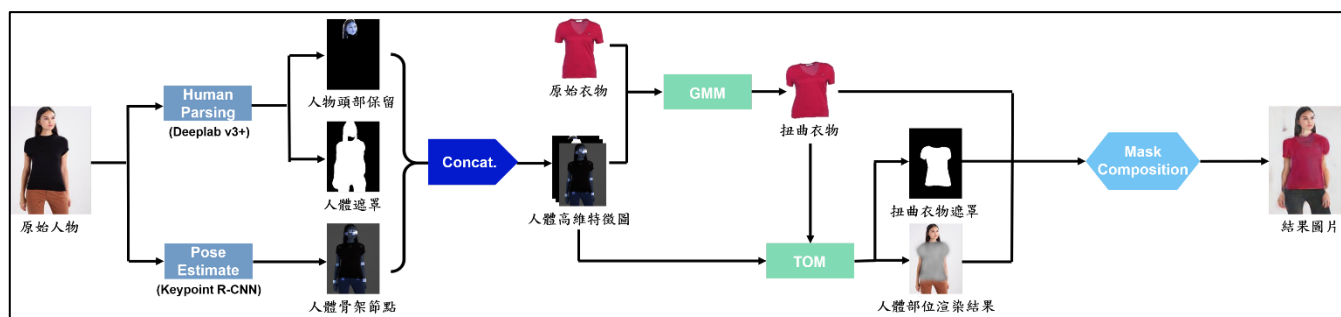 原始人物
Human
Parsing
(Deeplab v3+)
Pose
Estimate
(Keypoint R-CNN)
人物頭部保留
人體遮罩
人體骨架節點
Concat.
原始衣物
人體高維特徵圖
GMM
扭曲衣物
TOM
扭曲衣物遮罩
人體部位渲染結果
Mask
Composition
結果圖片